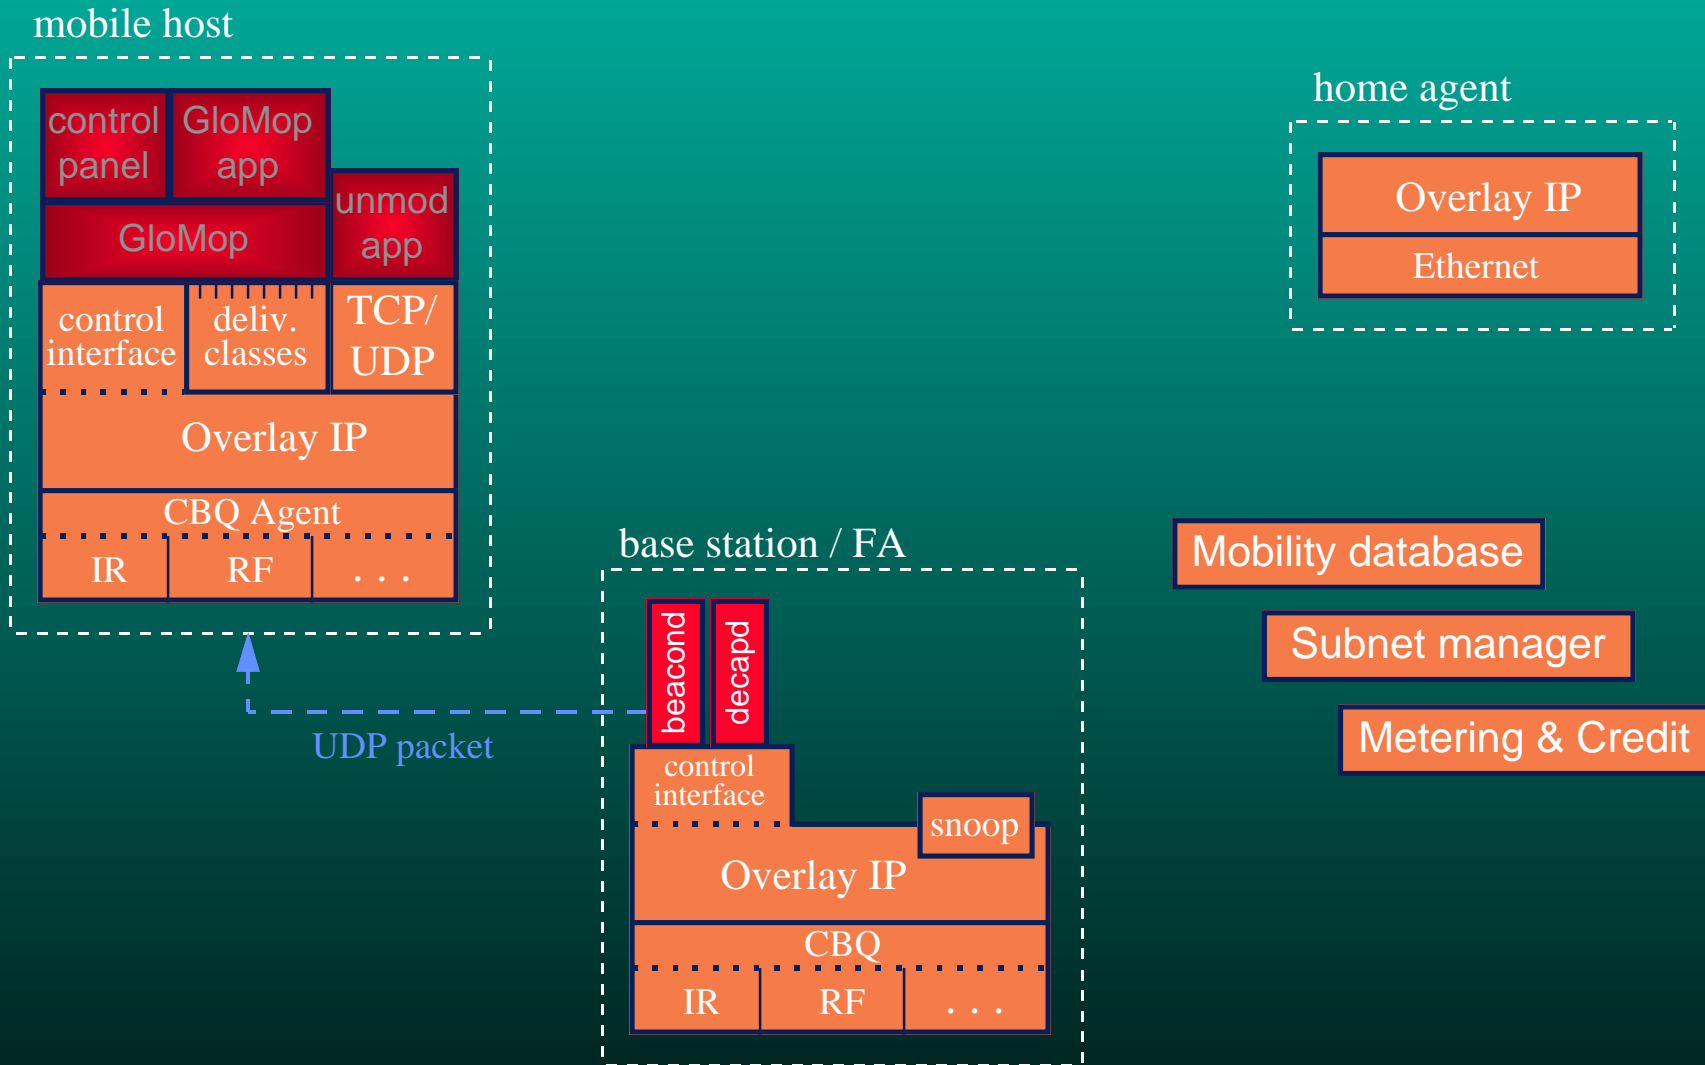 mobile host
control
panel
GloMop
app
unmod
app
GloMop
control
interface
deliv.
classes
TCP/
UDP
Overlay IP
CBQ Agent
IR
RF
. . .
home agent
Overlay IP
Ethernet
UDP packet
base station / FA
beacond
decapd
control
interface
snoop
Overlay IP
CBQ
IR
RF
. . .
Mobility database
Subnet manager
Metering & Credit